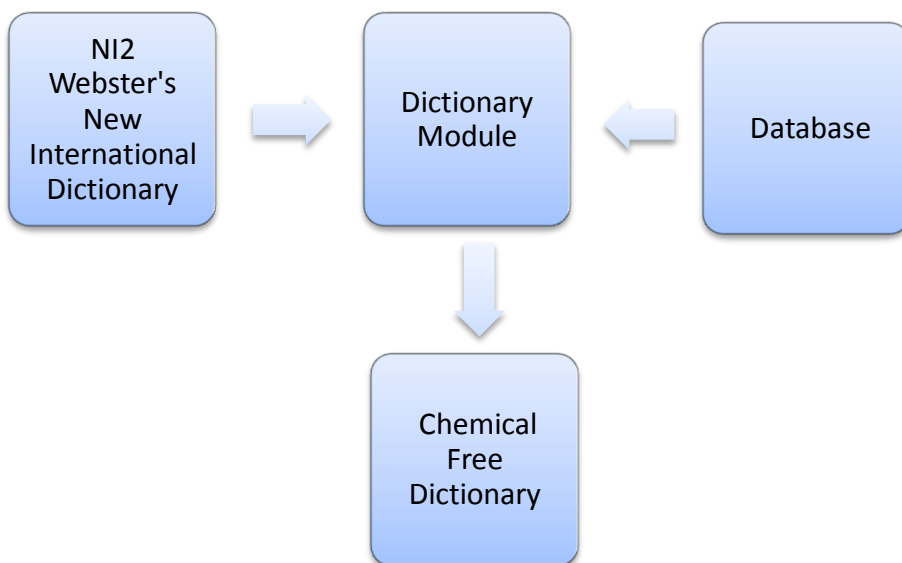 NI2
Webster's
New
International
Dictionary
Dictionary
Module
Database
Chemical
Free
Dictionary